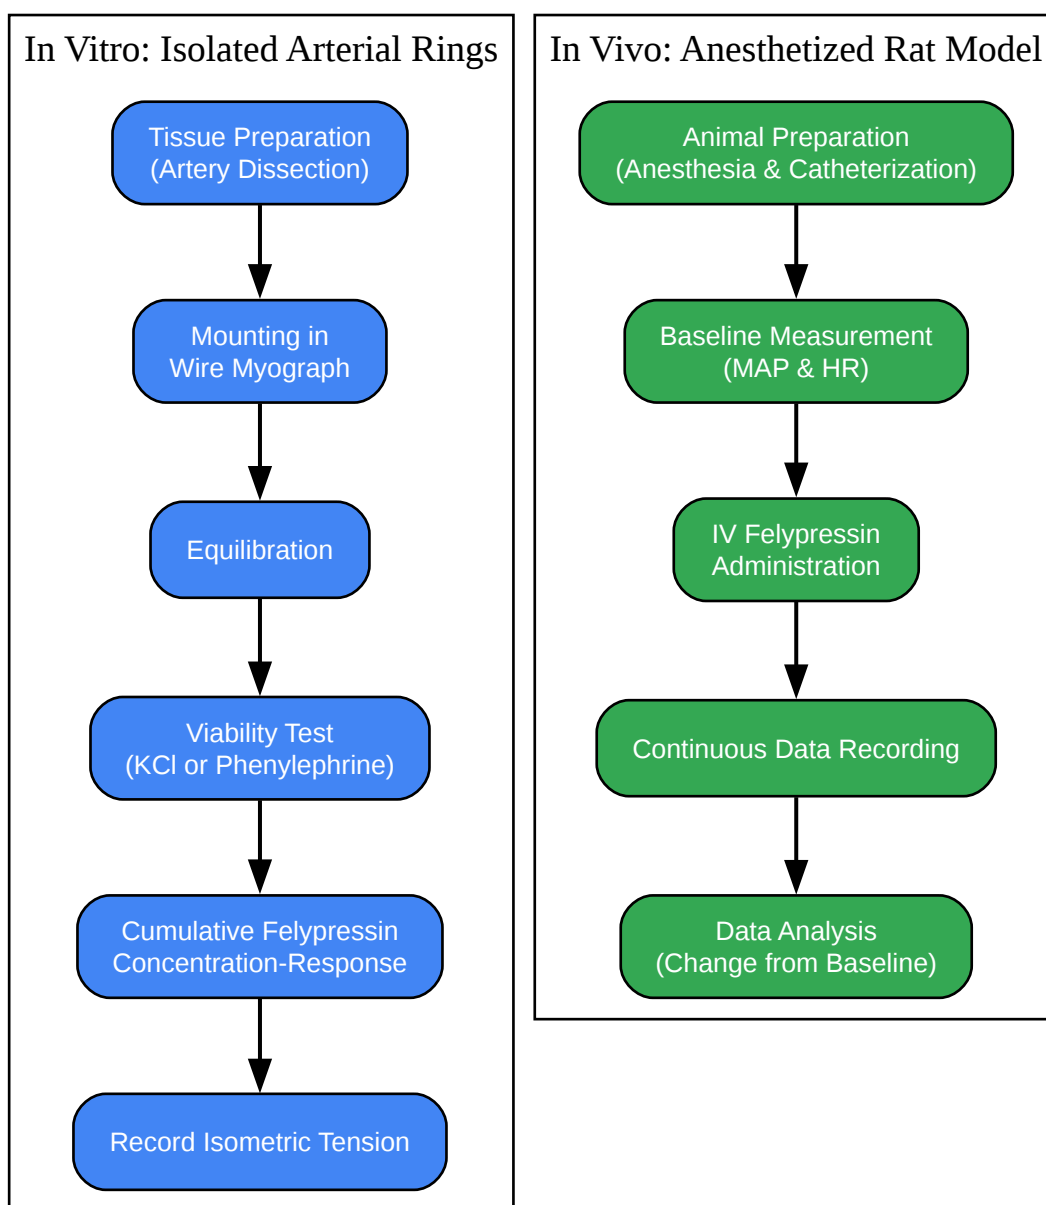 In Vitro: Isolated Arterial Rings
Tissue Preparation
(Artery Dissection)
Mounting in
Wire Myograph
Equilibration
Viability Test
(KCl or Phenylephrine)
Cumulative Felypressin
Concentration-Response
Record Isometric Tension
In Vivo: Anesthetized Rat Model
Animal Preparation
(Anesthesia & Catheterization)
Baseline Measurement
(MAP & HR)
IV Felypressin
Administration
Continuous Data Recording
Data Analysis
(Change from Baseline)